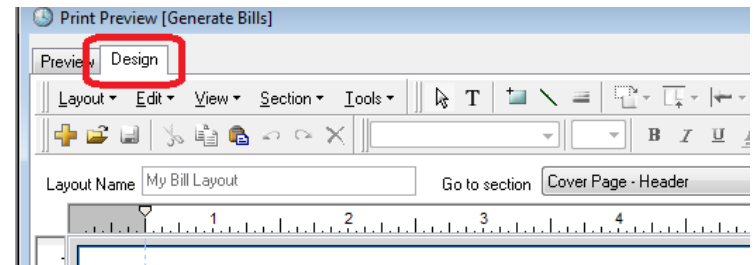 Print Preview [Generate Bills]
Preview Design
Layout Edit View Section Tools T
B I U A
Layout Name My Bill Layout Go to section Cover Page - Header
1 2 3 4